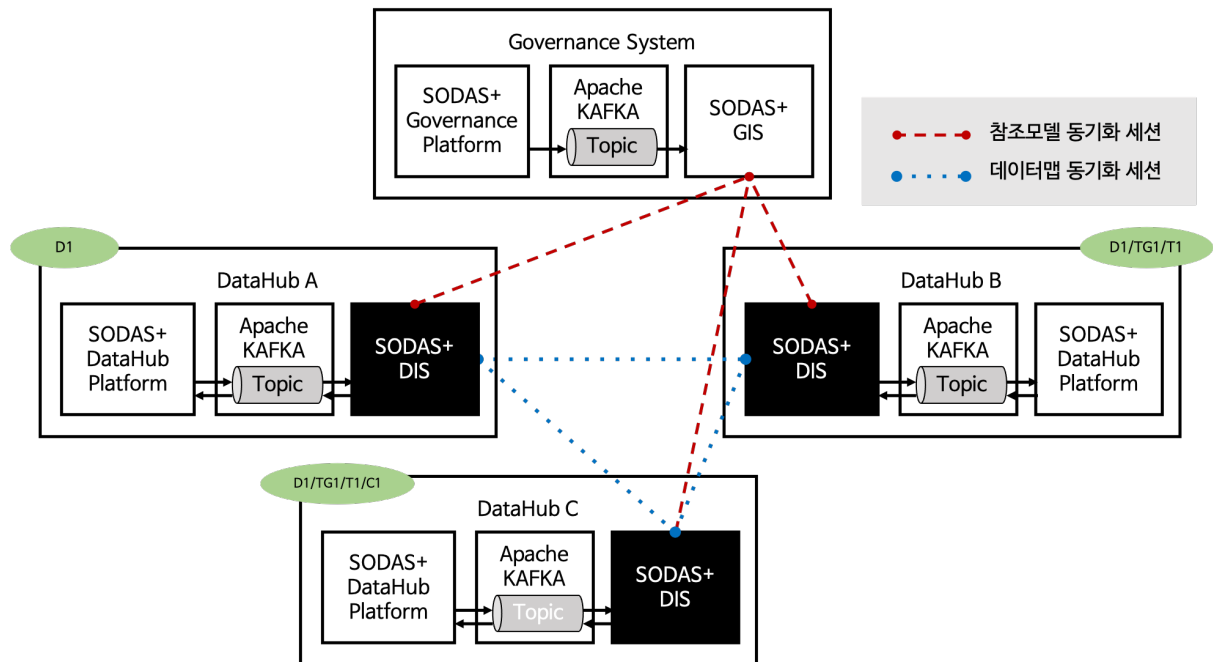 Governance System
SODAS+
Governance
Platform
Apache
KAFKA
Topic
SODAS+
GIS
참조모델 동기화 세션
데이터맵 동기화 세션
D1
DataHub A
SODAS+
DataHub
Platform
Apache
KAFKA
Topic
SODAS+
DIS
D1/TG1/T1
DataHub B
SODAS+
DIS
Apache
KAFKA
Topic
SODAS+
DataHub
Platform
D1/TG1/T1/C1
DataHub C
SODAS+
DataHub
Platform
Apache
KAFKA
Topic
SODAS+
DIS